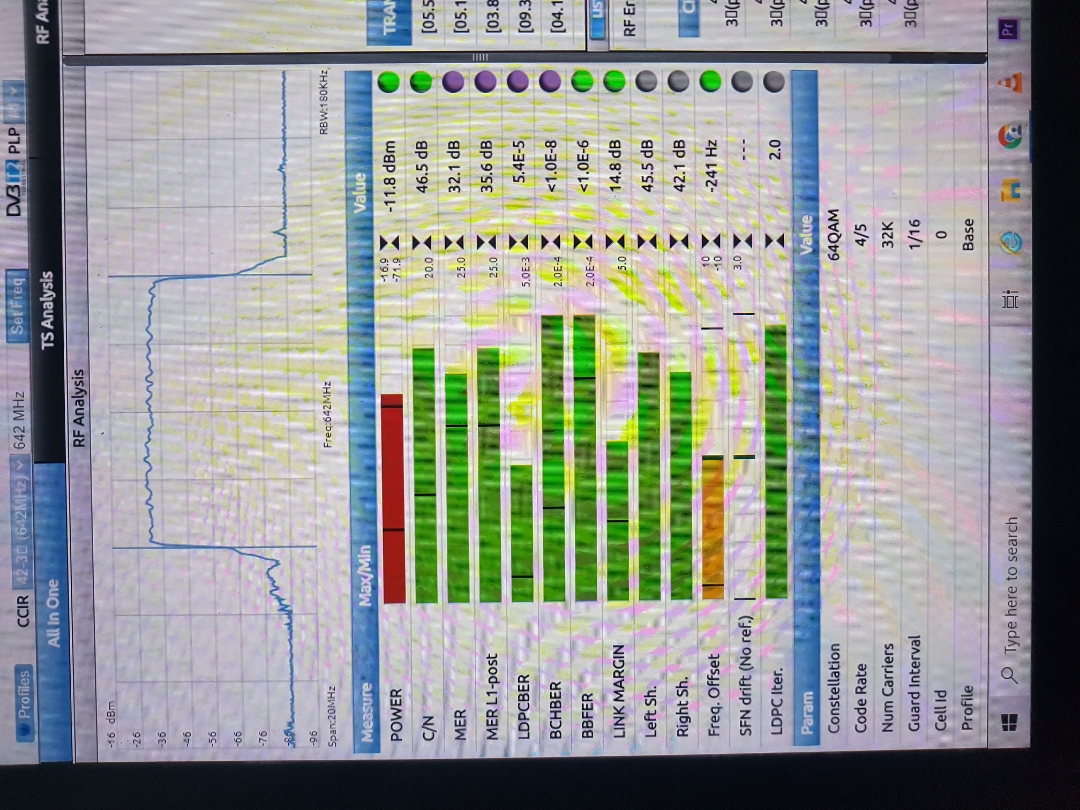 Profiles CCIR 42-3 (642MHz) 642 MHz Set Freq DVB T2 PLP
All In One TS Analysis RF An
RF Analysis
-16 dBm
-26
-36
-46
-56
-66
-76
-96
Span:20MHz Freq:642MHz RBW:180KHz
Measure Max/Min Value
POWER -16.9 -71.9 -11.8 dBm
C/N 20.0 46.5 dB
MER 25.0 32.1 dB
MER L1-post 25.0 35.6 dB
LDPCBER 5.0E-3 5.4E-5
BCHBER 2.0E-4 <1.0E-8
BBFER 2.0E-4 <1.0E-6
LINK MARGIN 5.0 14.8 dB
Left Sh. 45.5 dB
Right Sh. 42.1 dB
Freq. Offset 10 -10 -241 Hz
SFN drift (No ref.) 3.0 ---
LDPC Iter. 2.0
Param Value
Constellation 64QAM
Code Rate 4/5
Num Carriers 32K
Guard Interval 1/16
Cell Id 0
Profile Base
TRAN
[05.5
[05.1
[03.8
[09.3
[04.1
LIS
RF Er
Type here to search
Pr